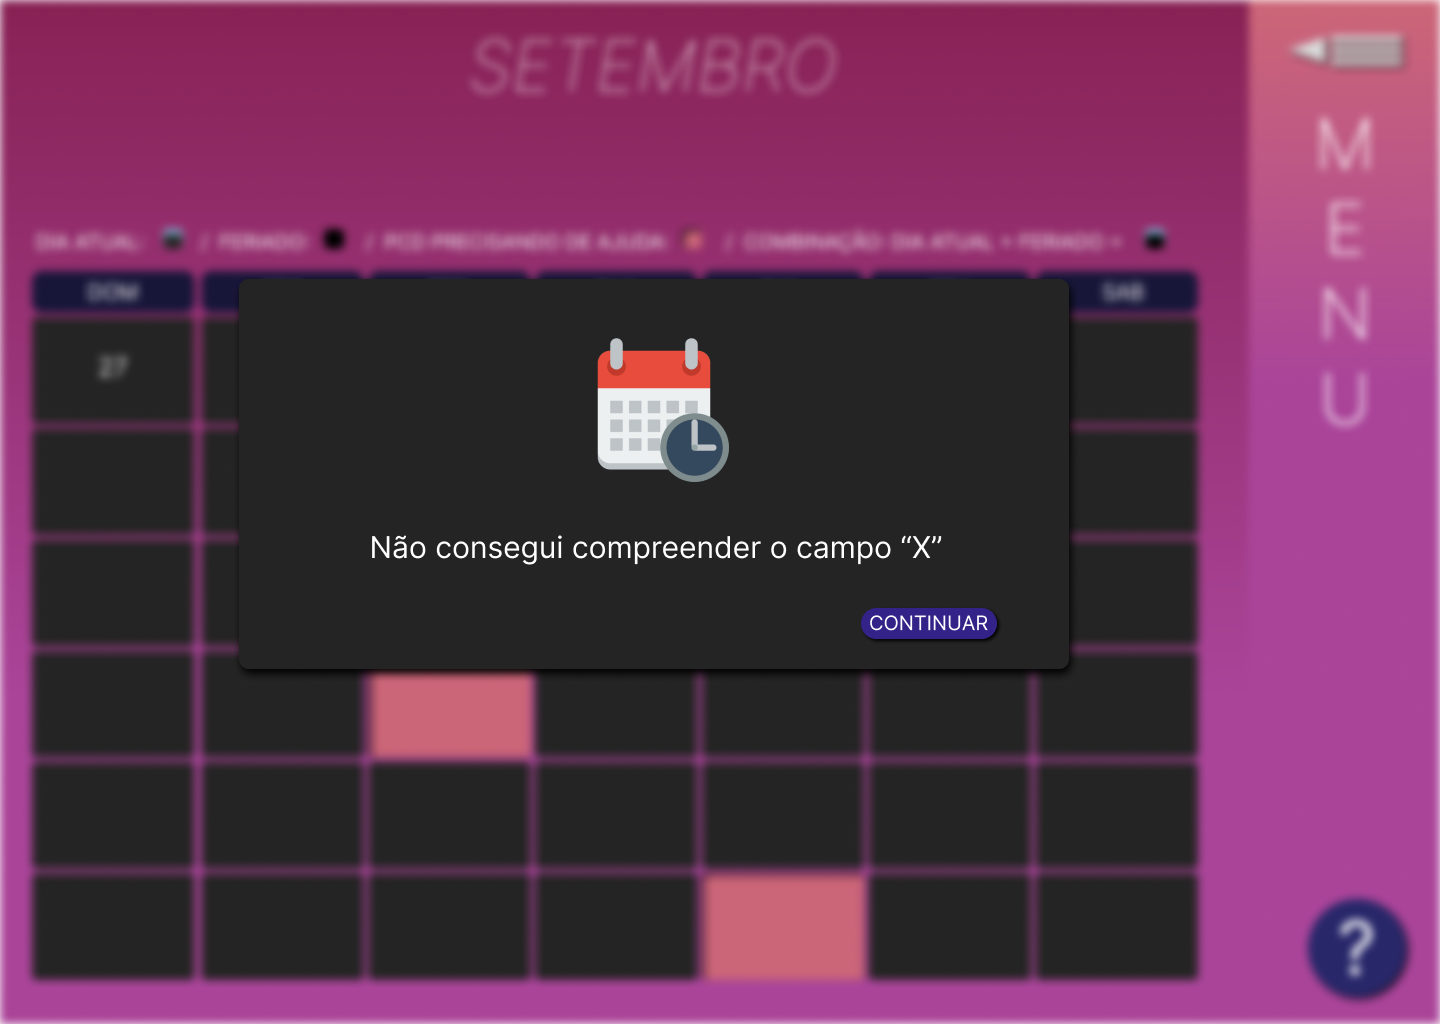 SETEMBRO
DIA ATUAL: / FERIADO: / PCD PRECISANDO DE AJUDA: / COMBINAÇÃO: DIA ATUAL + FERIADO =
DOM SAB
27
Não consegui compreender o campo “X”
CONTINUAR
M
E
N
U
?